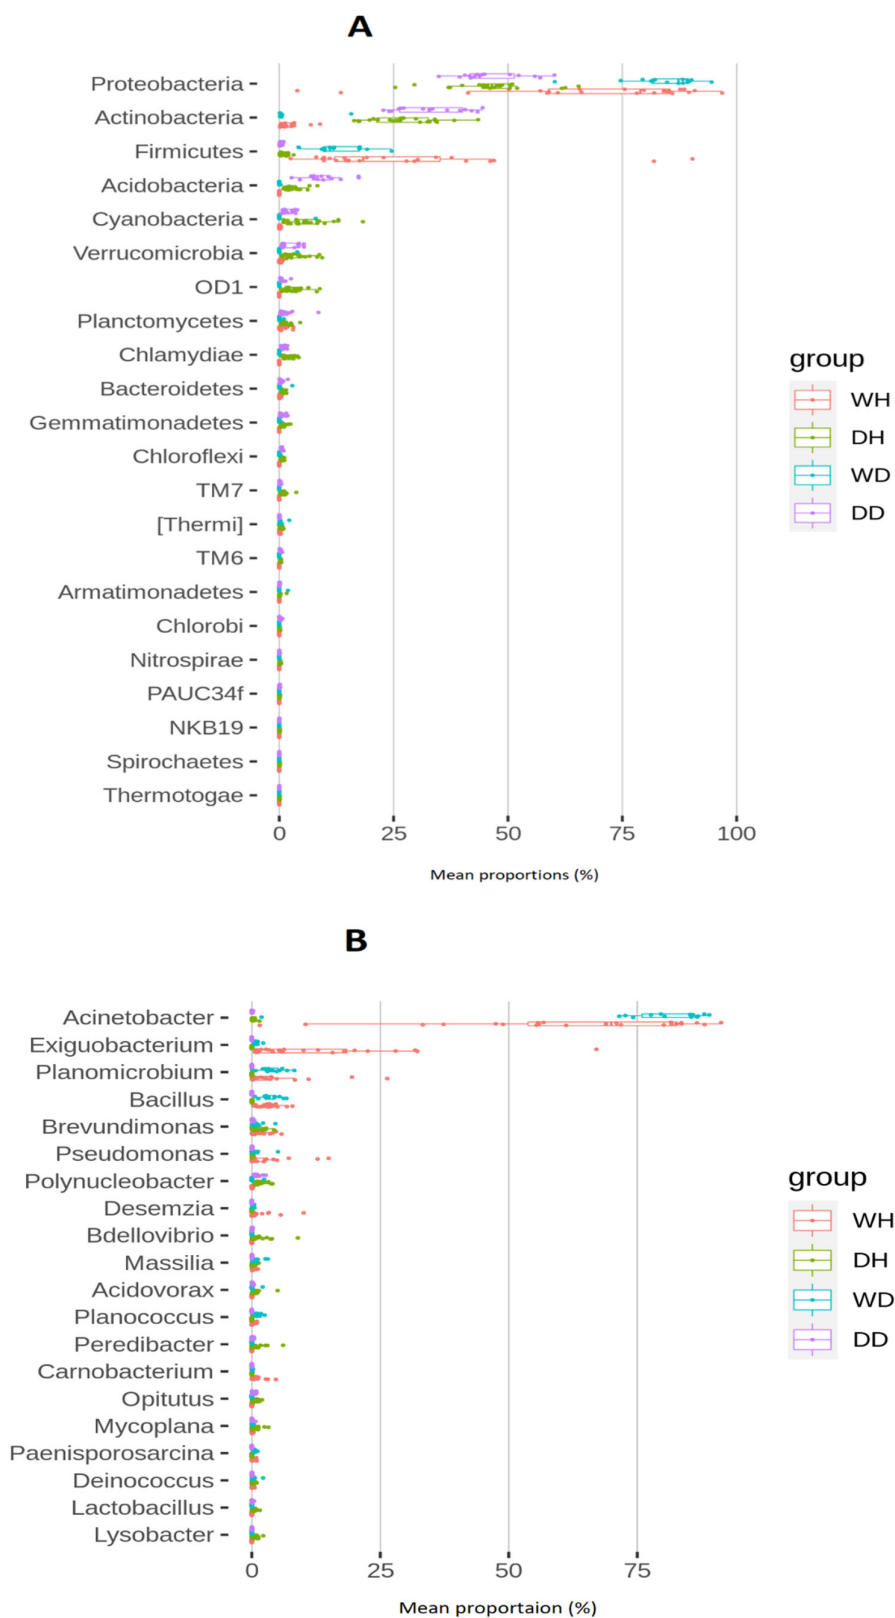 A
Proteobacteria
Actinobacteria
Firmicutes
Acidobacteria
Cyanobacteria
Verrucomicrobia
OD1
Planctomycetes
Chlamydiae
Bacteroidetes
Gemmatimonadetes
Chloroflexi
TM7
[Thermi]
TM6
Armatimonadetes
Chlorobi
Nitrospirae
PAUC34f
NKB19
Spirochaetes
Thermotogae
0 25 50 75 100
Mean proportions (%)
group
WH
DH
WD
DD
B
Acinetobacter
Exiguobacterium
Planomicrobium
Bacillus
Brevundimonas
Pseudomonas
Polynucleobacter
Desemzia
Bdellovibrio
Massilia
Acidovorax
Planococcus
Peredibacter
Carnobacterium
Opitutus
Mycoplana
Paenisporosarcina
Deinococcus
Lactobacillus
Lysobacter
0 25 50 75
Mean proportaion (%)
group
WH
DH
WD
DD